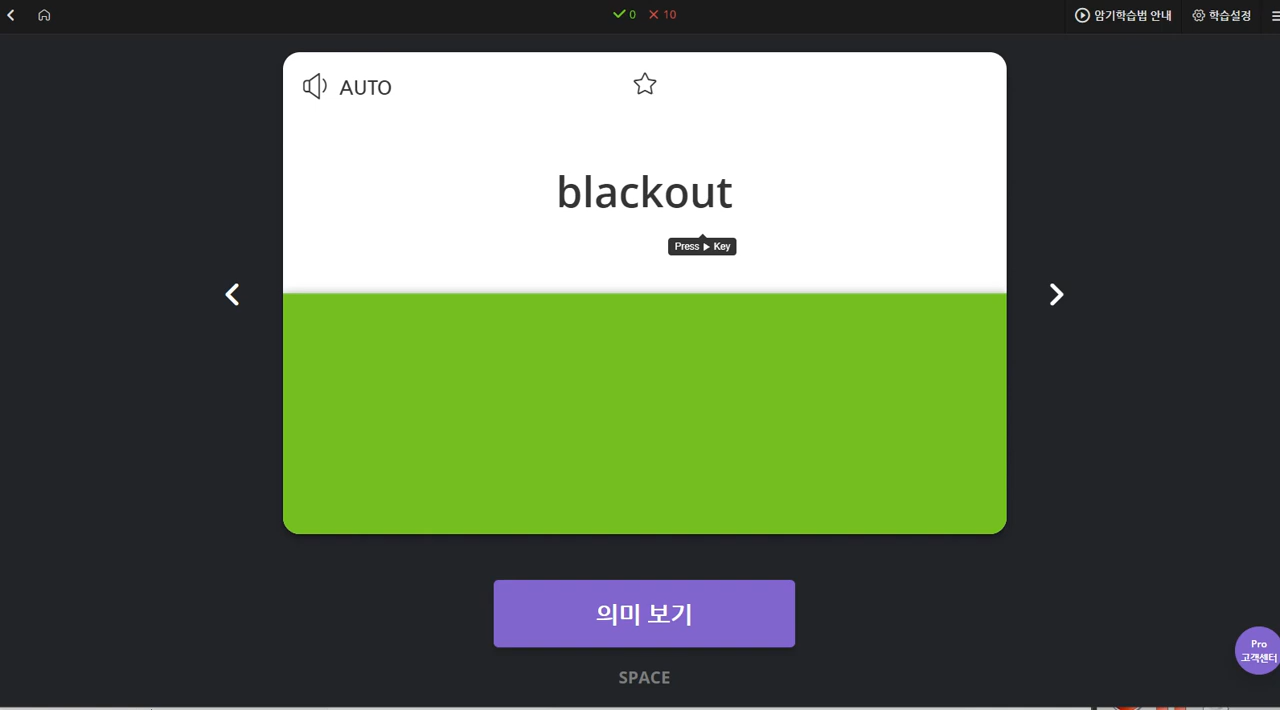 0 10 암기학습법 안내 학습설정
AUTO
blackout
Press ▶ Key
의미 보기
SPACE
Pro
고객센터